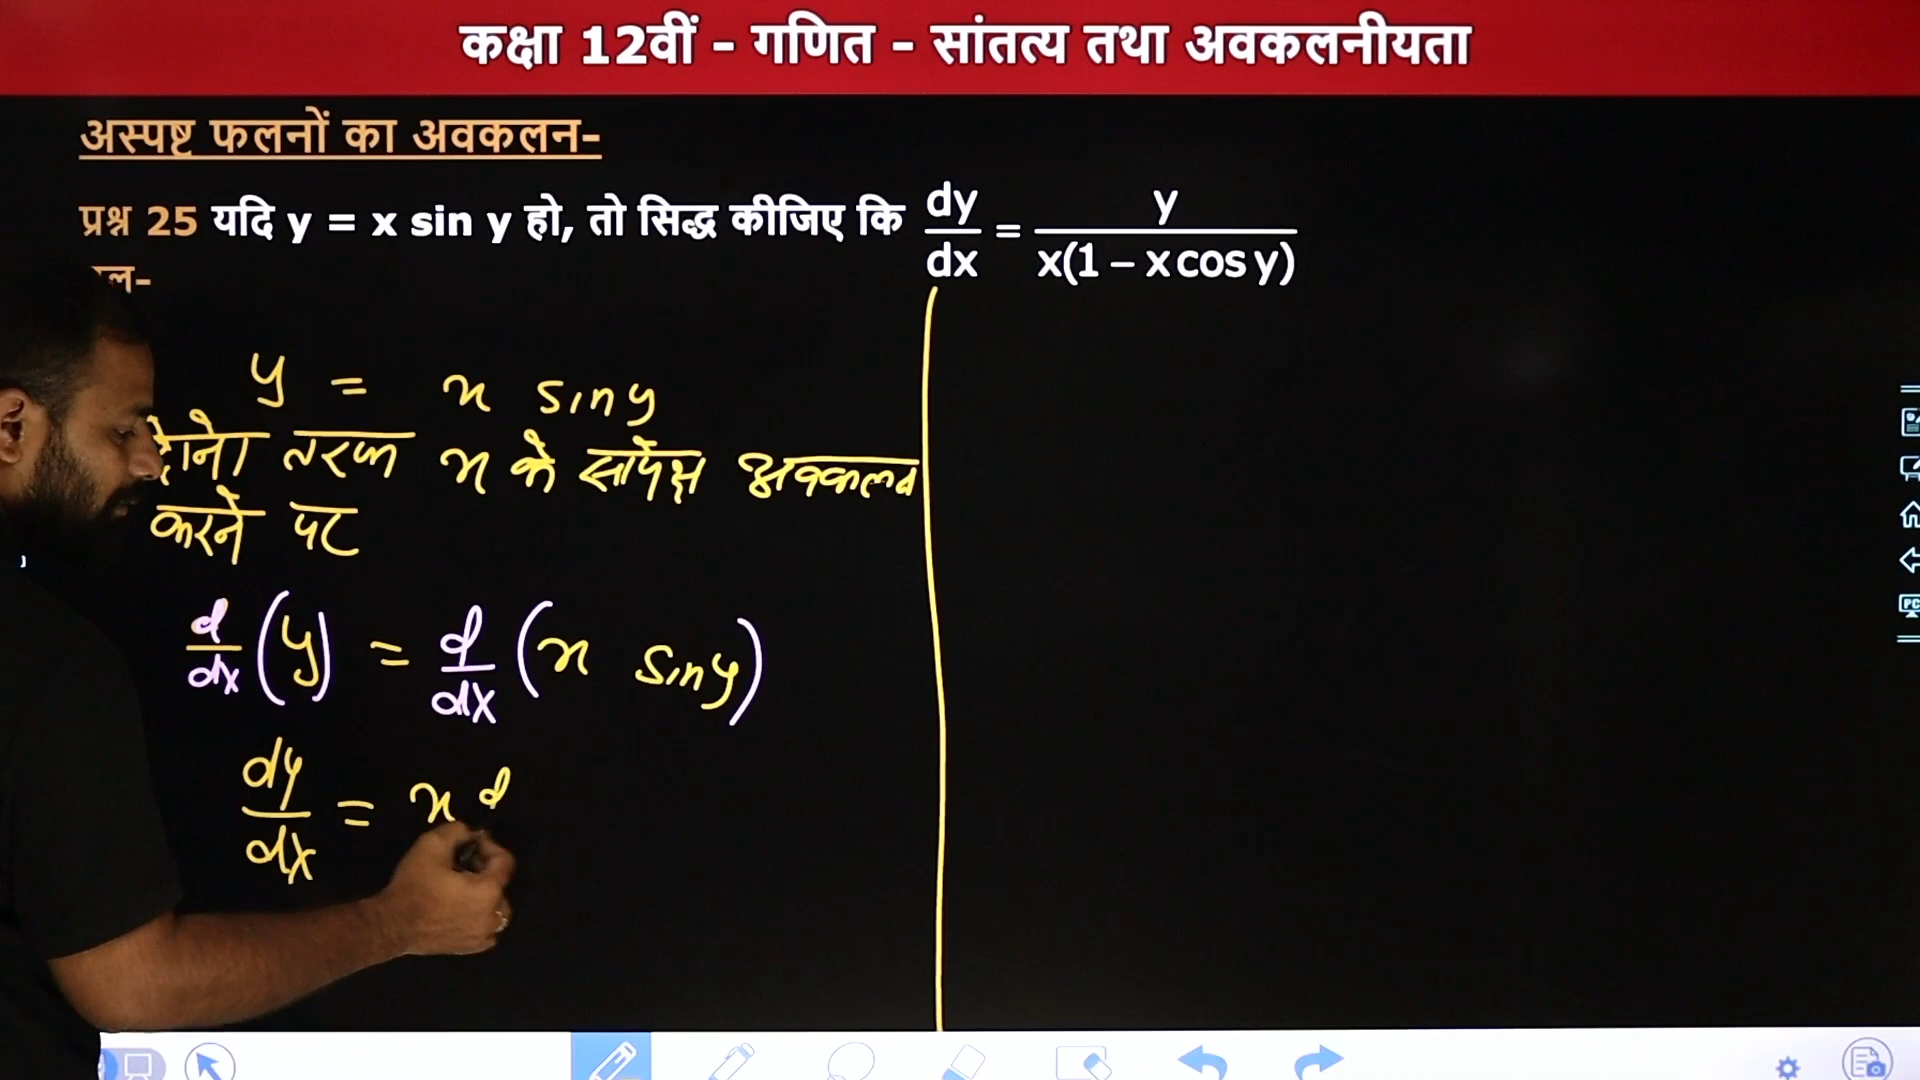 कक्षा 12वीं - गणित - सांतत्य तथा अवकलनीयता
अस्पष्ट फलनों का अवकलन-
प्रश्न 25 यदि y = x sin y हो, तो सिद्ध कीजिए कि dy/dx = y/x(1 – x cos y)
ल-
y = x sin y
दोनो तरफ x के सापेक्ष अवकलन
करने पर
d/dx (y) = d/dx (x sin y)
dy/dx = x d